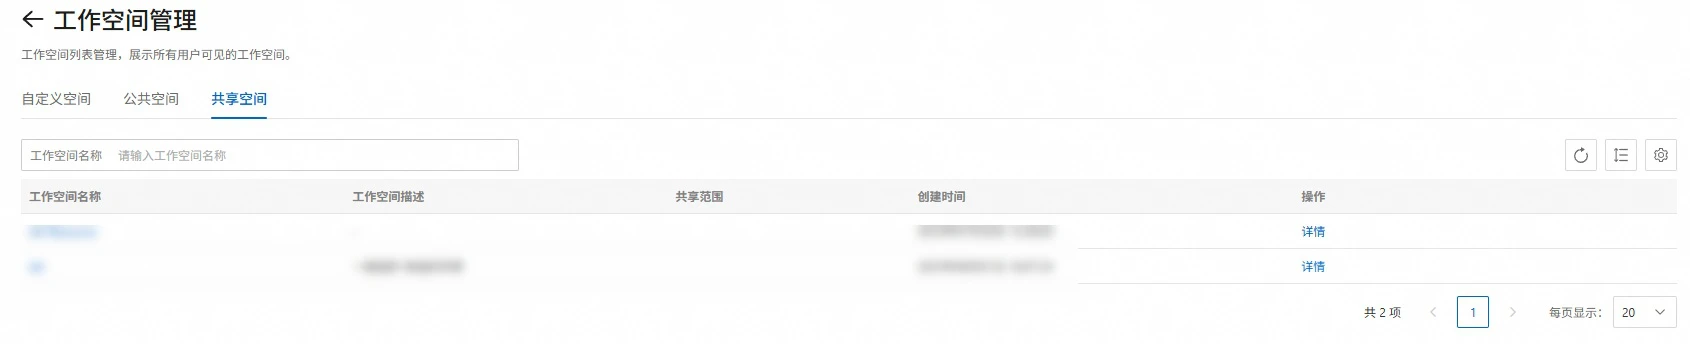 工作空间管理
工作空间列表管理，展示所有用户可见的工作空间。
自定义空间 公共空间 共享空间
工作空间名称 请输入工作空间名称
工作空间名称 工作空间描述 共享范围 创建时间 操作
详情
详情
共 2 项 1 每页显示： 20